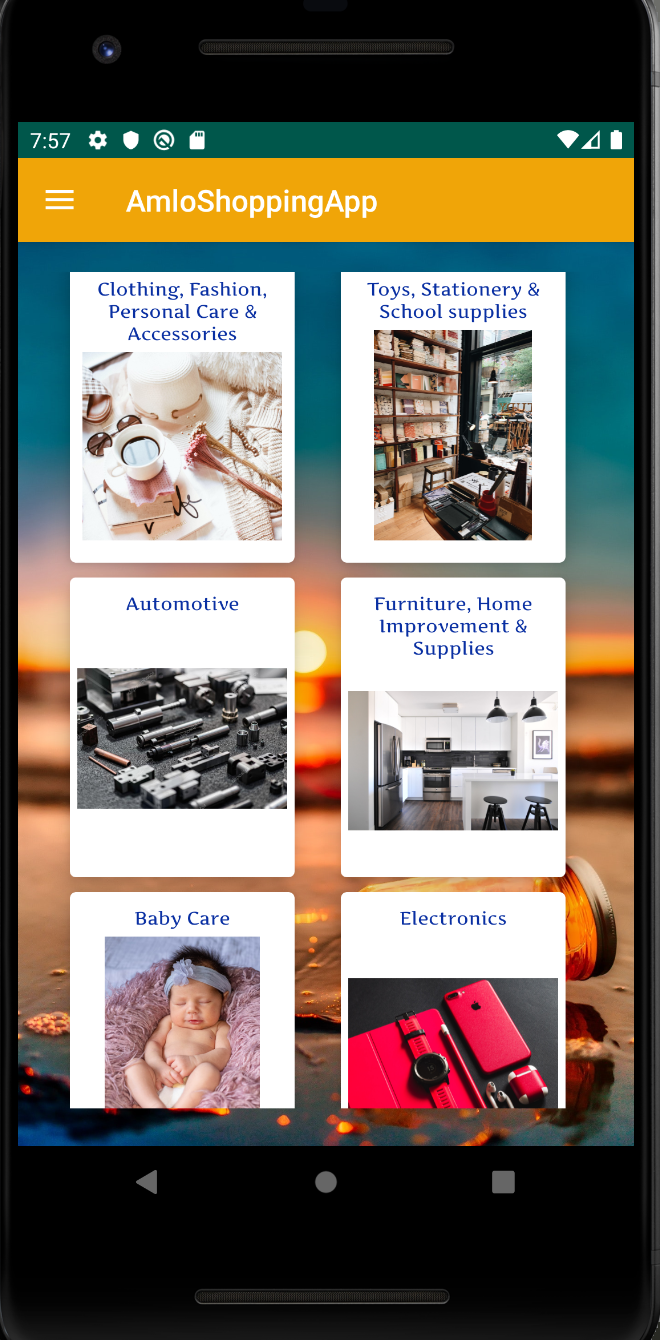 7:57
AmloShoppingApp
Clothing, Fashion,
Personal Care &
Accessories
Toys, Stationery &
School supplies
Automotive
Furniture, Home
Improvement &
Supplies
Baby Care
Electronics